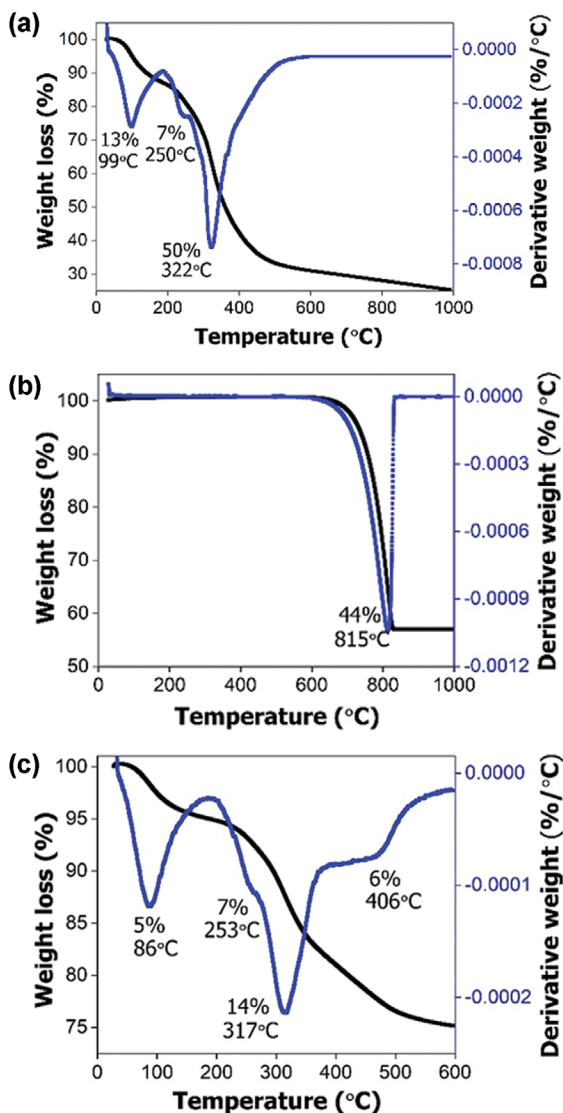 (a)
100
90
80
70
60
50
40
30
Weight loss (%)
0.0000
-0.0002
-0.0004
-0.0006
-0.0008
Derivative weight (%/°C)
13%
99°C
7%
250°C
50%
322°C
0 200 400 600 800 1000
Temperature (°C)
(b)
100
90
80
70
60
50
Weight loss (%)
0.0000
-0.0003
-0.0006
-0.0009
-0.0012
Derivative weight (%/°C)
44%
815°C
0 200 400 600 800 1000
Temperature (°C)
(c)
100
95
90
85
80
75
Weight loss (%)
0.0000
-0.0001
-0.0002
Derivative weight (%/°C)
5%
86°C
7%
253°C
14%
317°C
6%
406°C
0 100 200 300 400 500 600
Temperature (°C)